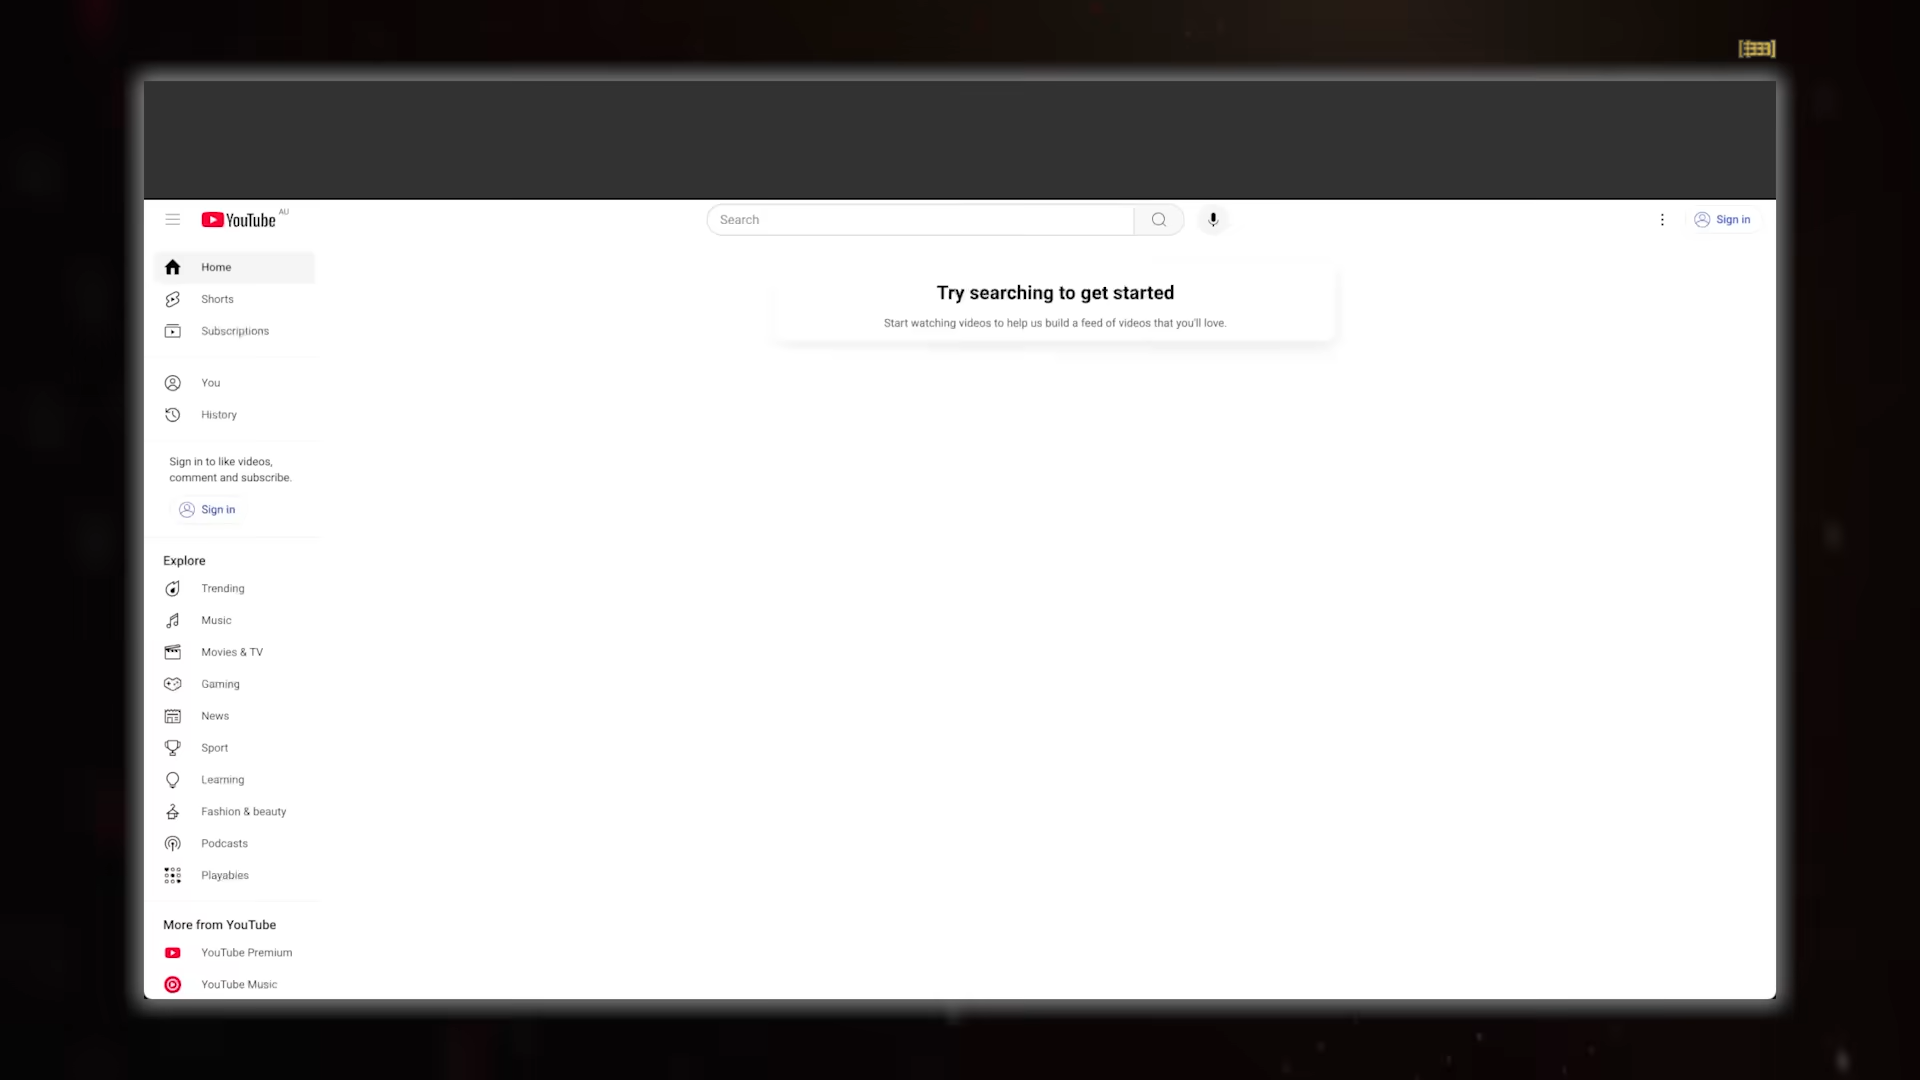 YouTube AU
Search
Sign in
Home
Shorts
Subscriptions
You
History
Sign in to like videos,
comment and subscribe.
Sign in
Explore
Trending
Music
Movies & TV
Gaming
News
Sport
Learning
Fashion & beauty
Podcasts
Playables
More from YouTube
YouTube Premium
YouTube Music
Try searching to get started
Start watching videos to help us build a feed of videos that you'll love.